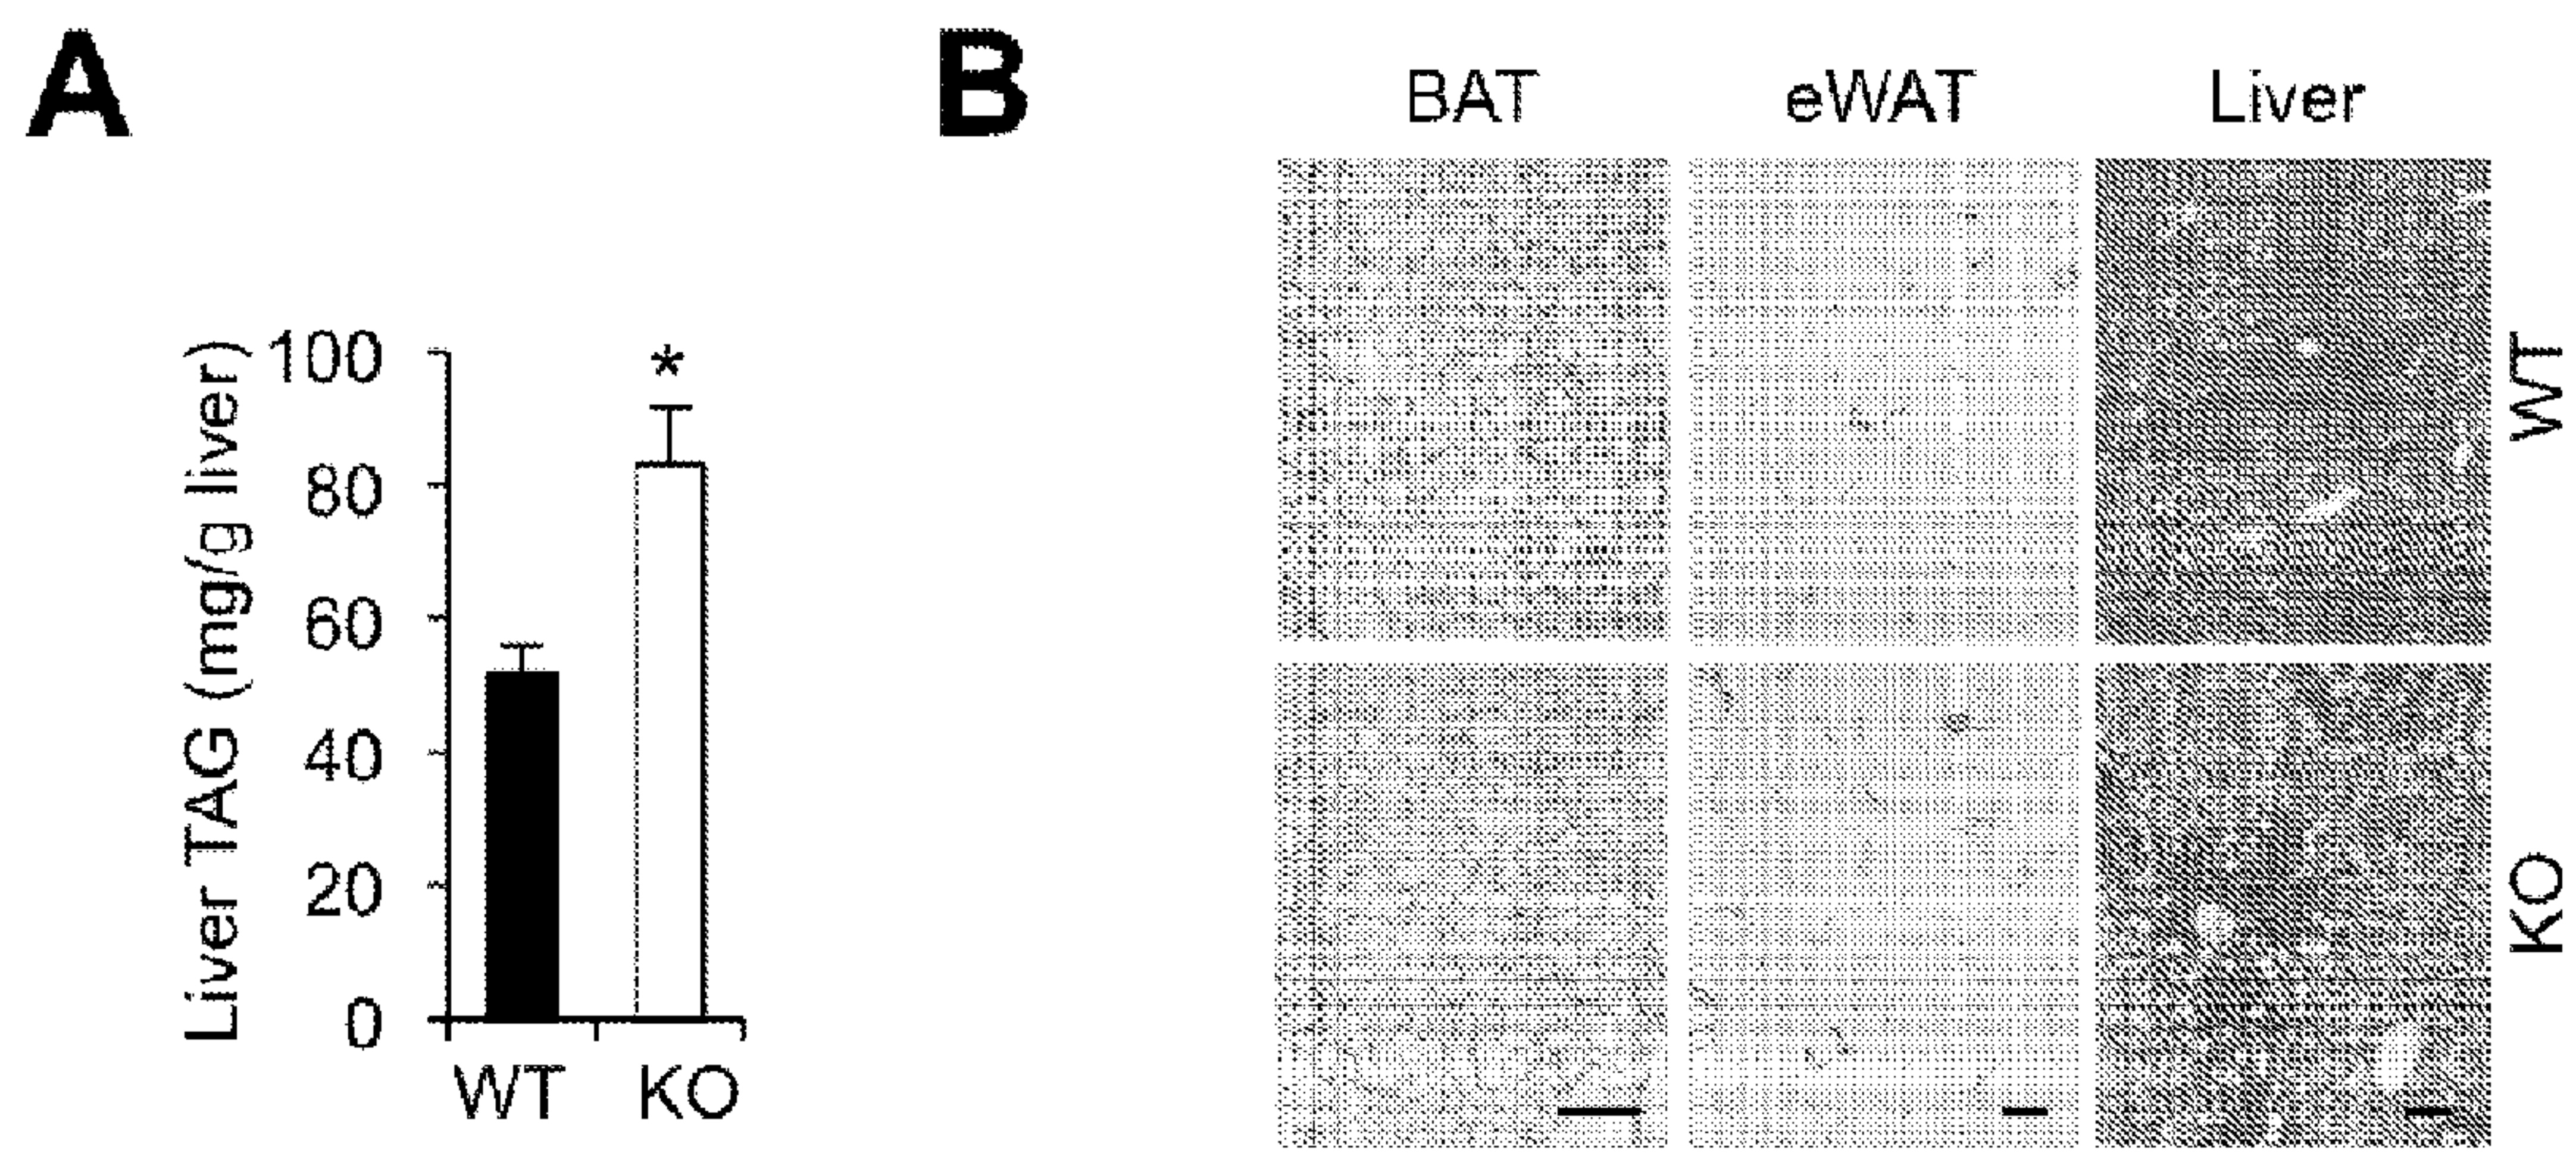 A
Liver TAG (mg/g liver)
100
80
60
40
20
0
*
WT
KO
B
BAT
eWAT
Liver
WT
KO